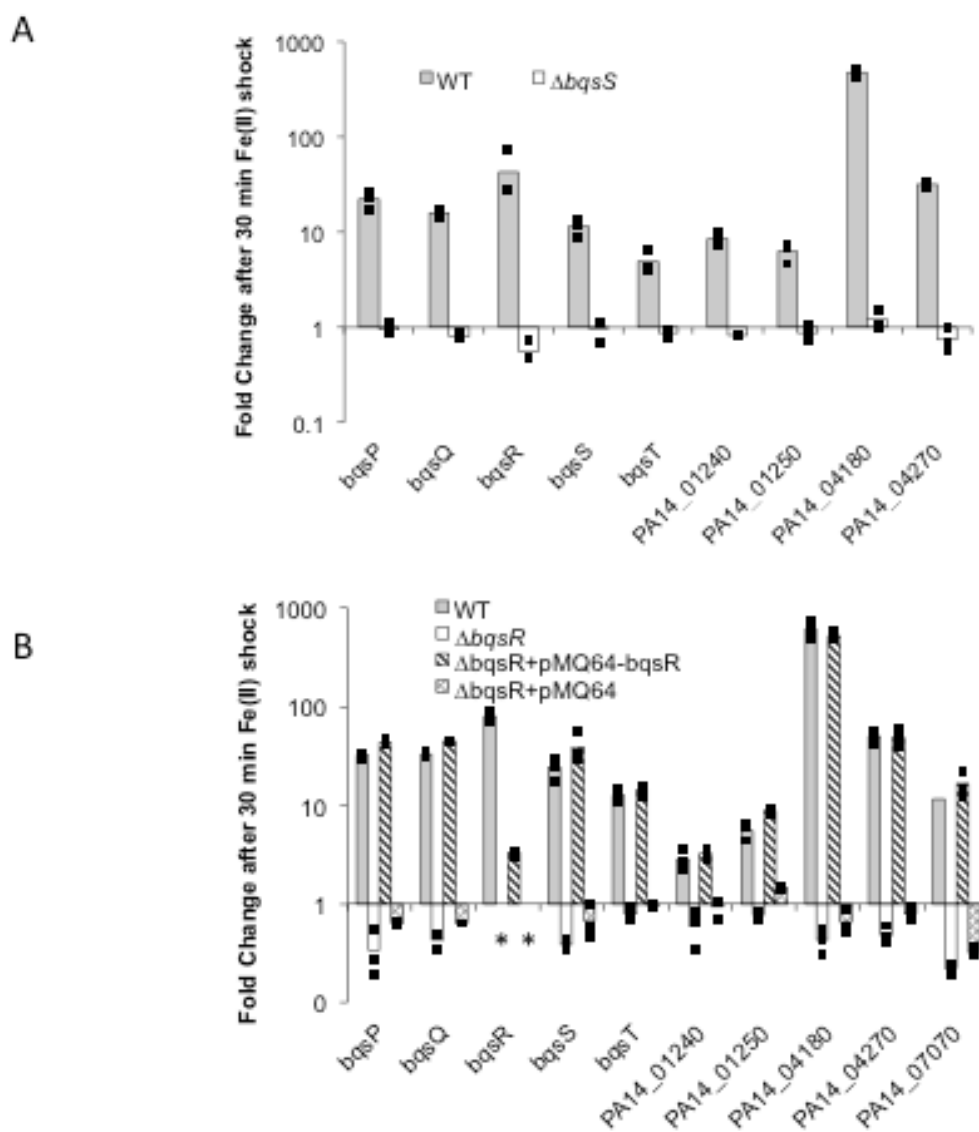 A
Fold Change after 30 min Fe(II) shock
1000
100
10
1
0.1
WT ΔbqsS
bqsP bqsQ bqsR bqsS bqsT PA14_01240 PA14_01250 PA14_04180 PA14_04270
B
Fold Change after 30 min Fe(II) shock
1000
100
10
1
0
WT
ΔbqsR
ΔbqsR+pMQ64-bqsR
ΔbqsR+pMQ64
* *
bqsP bqsQ bqsR bqsS bqsT PA14_01240 PA14_01250 PA14_04180 PA14_04270 PA14_07070